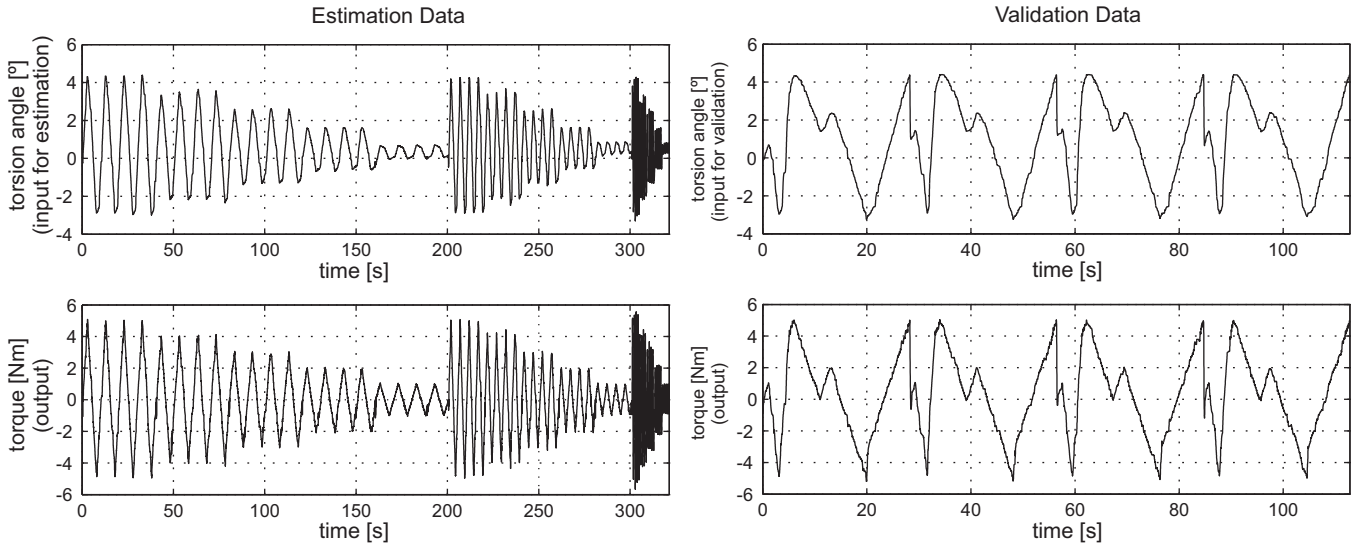 Estimation Data
torsion angle [º]
(input for estimation)
6
4
2
0
-2
-4
0 50 100 150 200 250 300
time [s]
torque [Nm]
(output)
6
4
2
0
-2
-4
-6
0 50 100 150 200 250 300
time [s]
Validation Data
torsion angle [º]
(input for validation)
6
4
2
0
-2
-4
0 20 40 60 80 100
time [s]
torque [Nm]
(output)
6
4
2
0
-2
-4
-6
0 20 40 60 80 100
time [s]